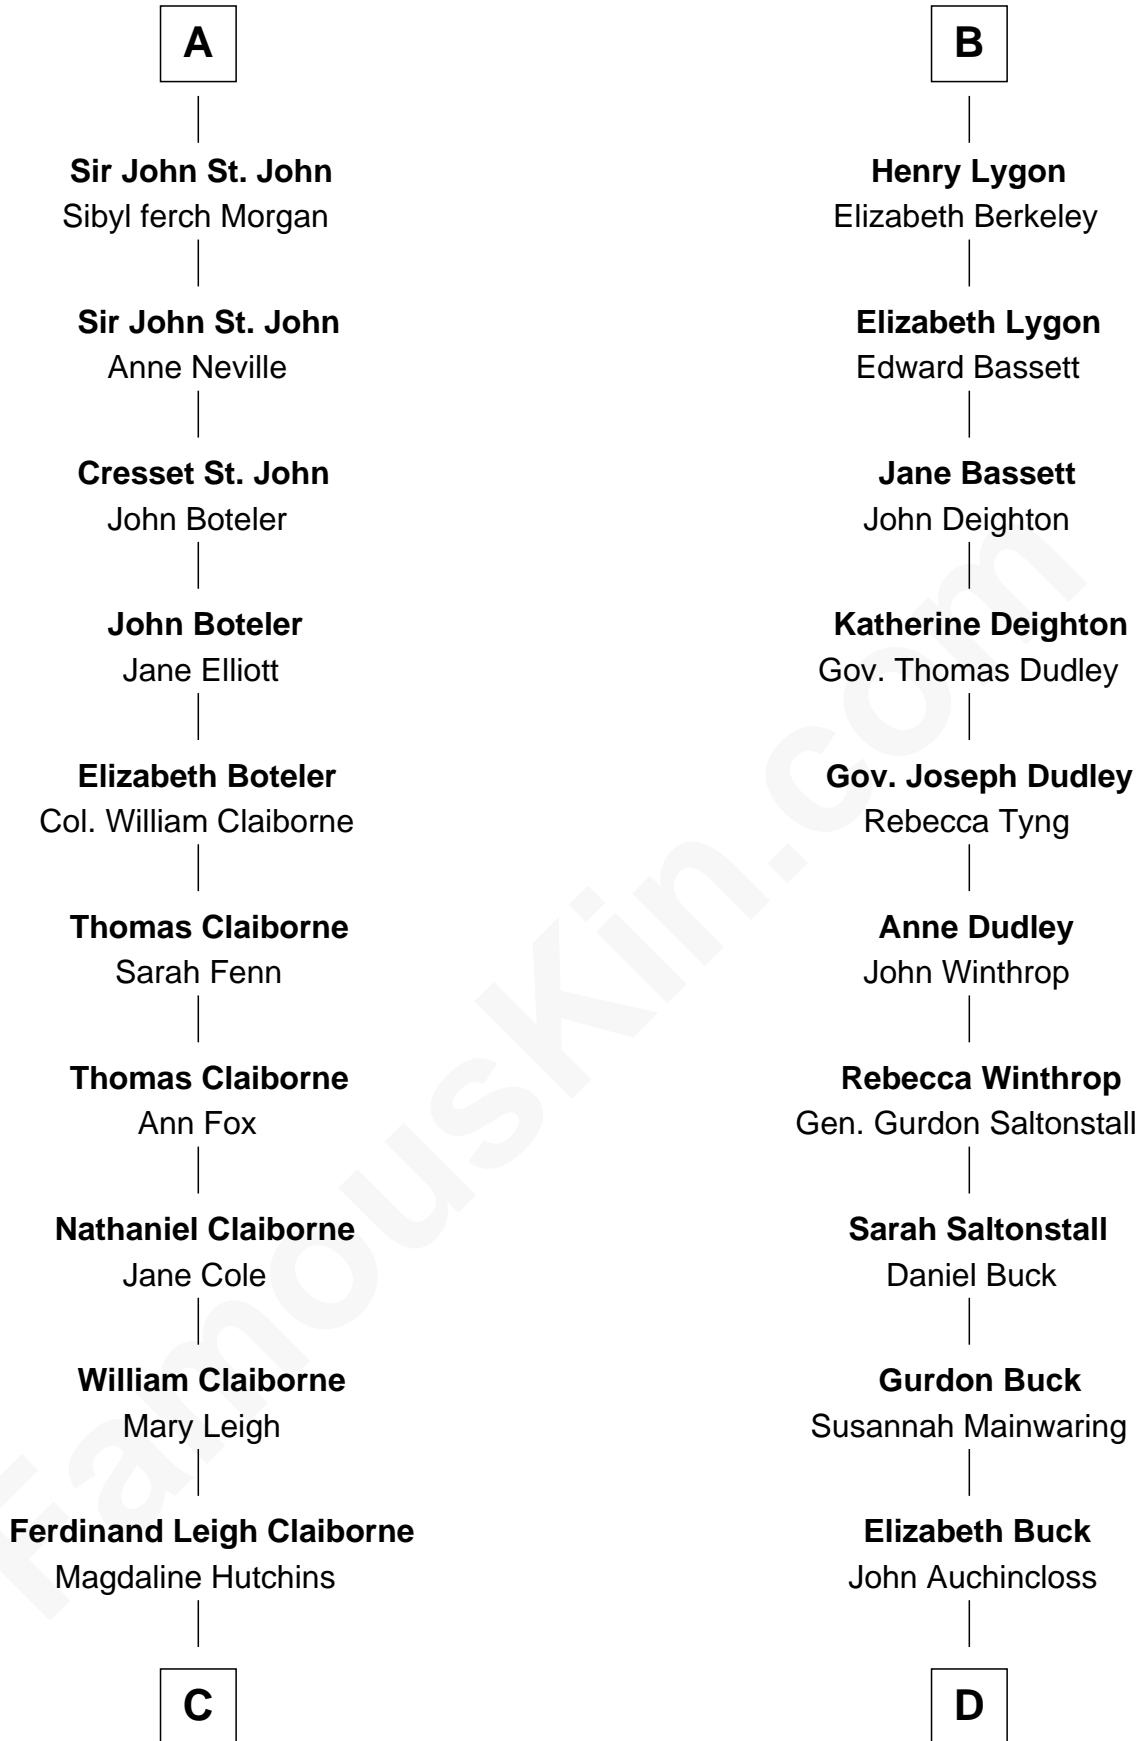 A
Sir John St. John
Sibyl ferch Morgan
Sir John St. John
Anne Neville
Cresset St. John
John Boteler
John Boteler
Jane Elliott
Elizabeth Boteler
Col. William Claiborne
Thomas Claiborne
Sarah Fenn
Thomas Claiborne
Ann Fox
Nathaniel Claiborne
Jane Cole
William Claiborne
Mary Leigh
Ferdinand Leigh Claiborne
Magdaline Hutchins
C
B
Henry Lygon
Elizabeth Berkeley
Elizabeth Lygon
Edward Bassett
Jane Bassett
John Deighton
Katherine Deighton
Gov. Thomas Dudley
Gov. Joseph Dudley
Rebecca Tyng
Anne Dudley
John Winthrop
Rebecca Winthrop
Gen. Gurdon Saltonstall
Sarah Saltonstall
Daniel Buck
Gurdon Buck
Susannah Mainwaring
Elizabeth Buck
John Auchincloss
D
FamousKin.com